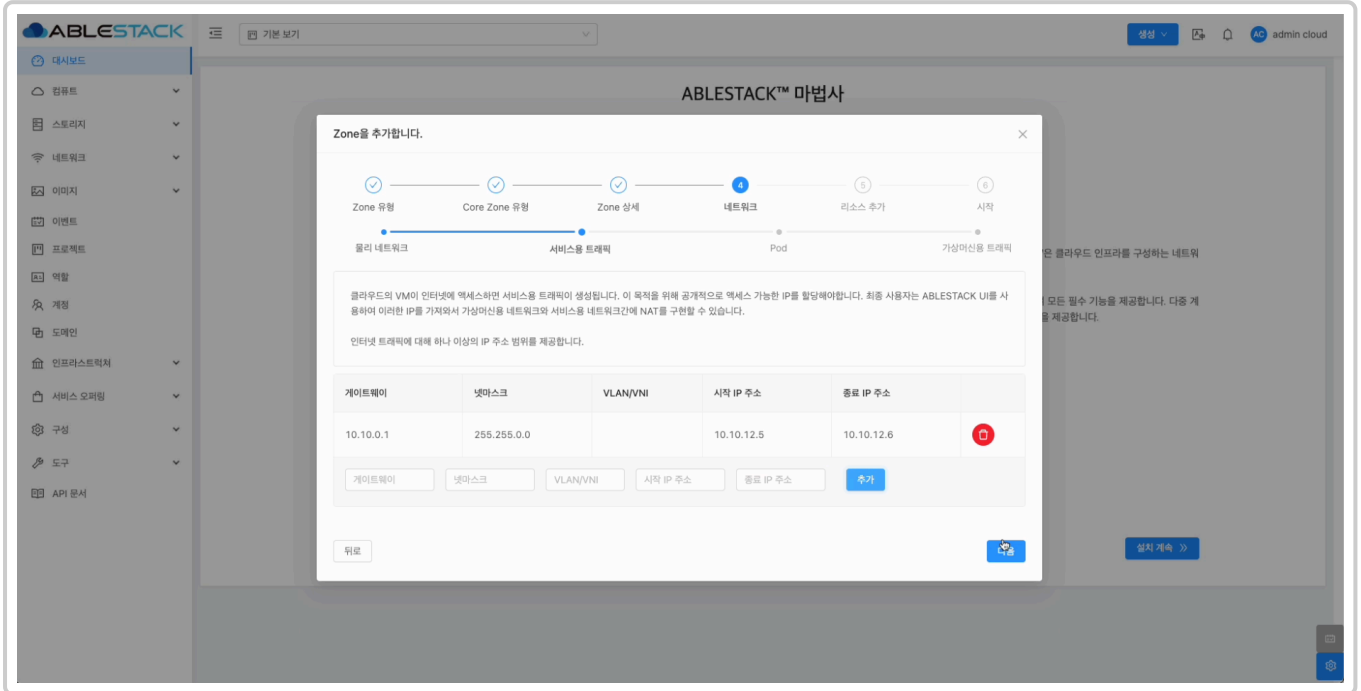 ABLESTACK
기본 보기
생성
AC admin cloud
대시보드
컴퓨트
스토리지
네트워크
이미지
이벤트
프로젝트
역할
계정
도메인
인프라스트럭쳐
서비스 오퍼링
구성
도구
API 문서
ABLESTACK™ 마법사
Zone을 추가합니다.
4 5 6
Zone 유형 Core Zone 유형 Zone 상세 네트워크 리소스 추가 시작
물리 네트워크 서비스용 트래픽 Pod 가상머신용 트래픽
은 클라우드 인프라를 구성하는 네트워
클라우드의 VM이 인터넷에 액세스하면 서비스용 트래픽이 생성됩니다. 이 목적을 위해 공개적으로 액세스 가능한 IP를 할당해야합니다. 최종 사용자는 ABLESTACK UI를 사
용하여 이러한 IP를 가져와서 가상머신용 네트워크와 서비스용 네트워크간에 NAT를 구현할 수 있습니다.
모든 필수 기능을 제공합니다. 다중 계
을 제공합니다.
인터넷 트래픽에 대해 하나 이상의 IP 주소 범위를 제공합니다.
게이트웨이 넷마스크 VLAN/VNI 시작 IP 주소 종료 IP 주소
10.10.0.1 255.255.0.0 10.10.12.5 10.10.12.6
게이트웨이 넷마스크 VLAN/VNI 시작 IP 주소 종료 IP 주소 추가
뒤로
설치 계속